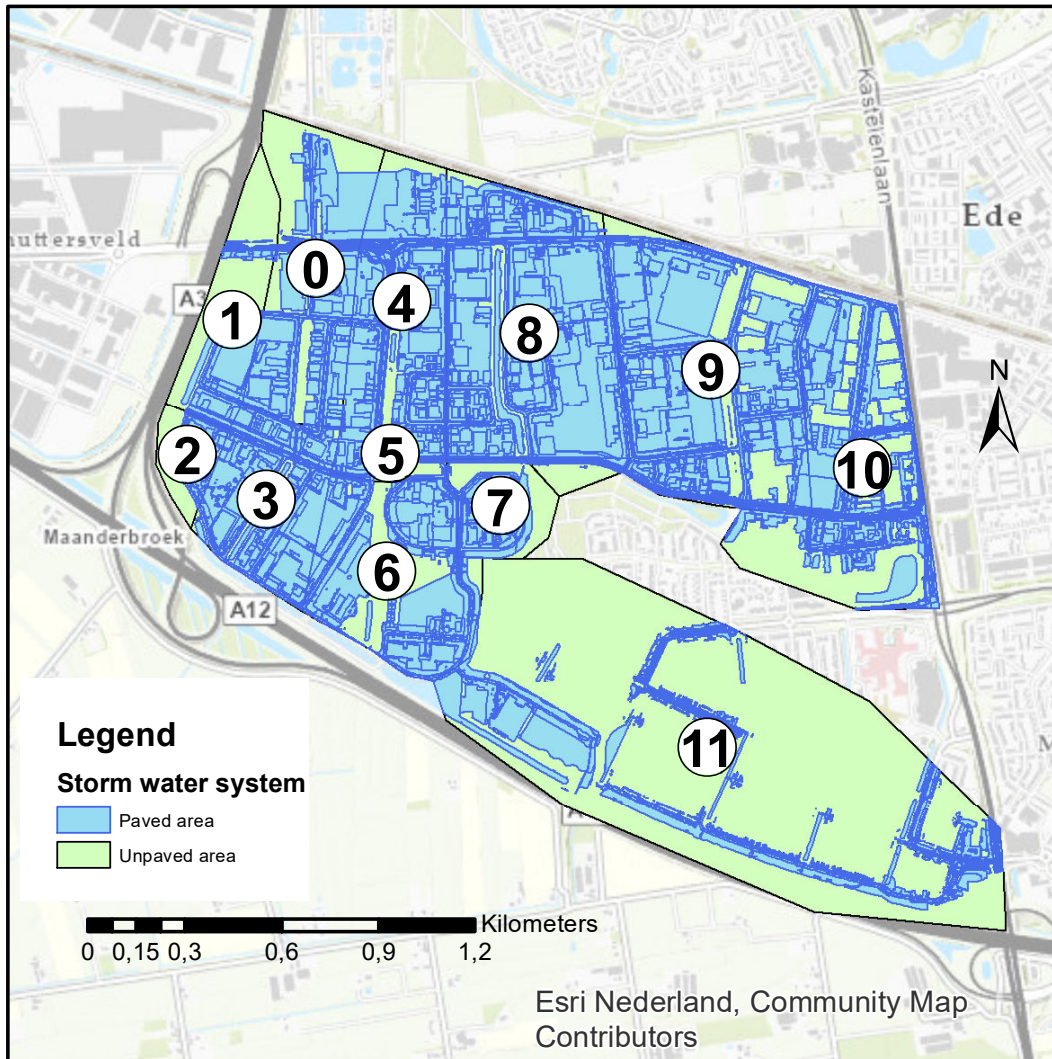 Kasteienlaan
Ede
nuttersveld
A3
0
1
4
8
9
N
2
5
10
3
7
Maanderbroek
6
A12
Legend
11
Storm water system
Paved area
Unpaved area
Kilometers
0 0,15 0,3 0,6 0,9 1,2
Esri Nederland, Community Map
Contributors